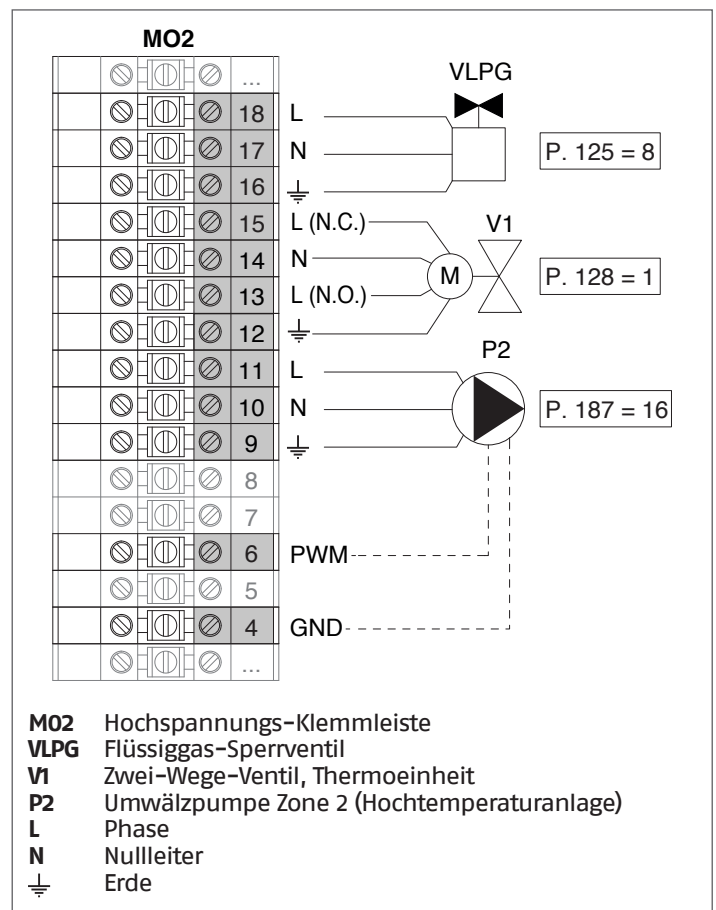 MO2
VLPG
...
18 L
17 N P. 125 = 8
16
15 L (N.C.) V1
14 N M P. 128 = 1
13 L (N.O.)
12
P2
11 L
10 N P. 187 = 16
9
8
7
6 PWM
5
4 GND
...
M02 Hochspannungs-Klemmleiste
VLPG Flüssiggas-Sperrventil
V1 Zwei-Wege-Ventil, Thermoeinheit
P2 Umwälzpumpe Zone 2 (Hochtemperaturanlage)
L Phase
N Nullleiter
⏚ Erde